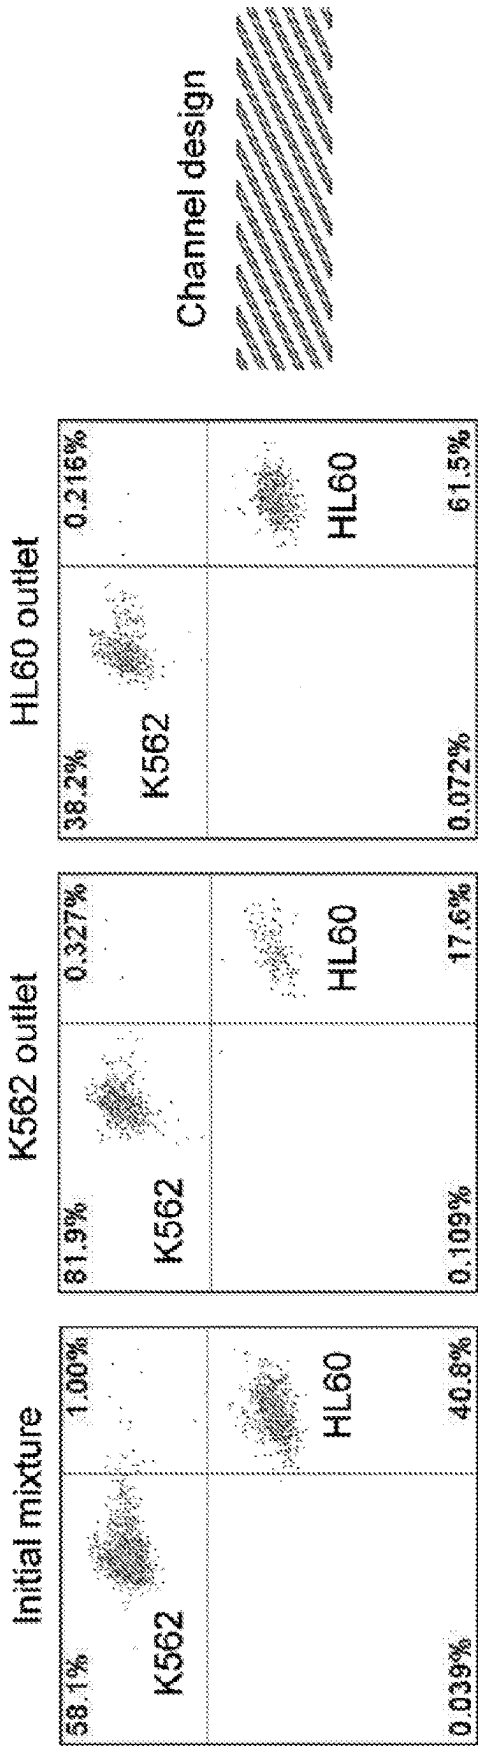 Initial mixture
58.1%
1.00%
K562
HL60
0.039%
40.8%
K562 outlet
81.9%
0.327%
K562
HL60
0.109%
17.6%
HL60 outlet
38.2%
0.216%
K562
HL60
0.072%
61.5%
Channel design